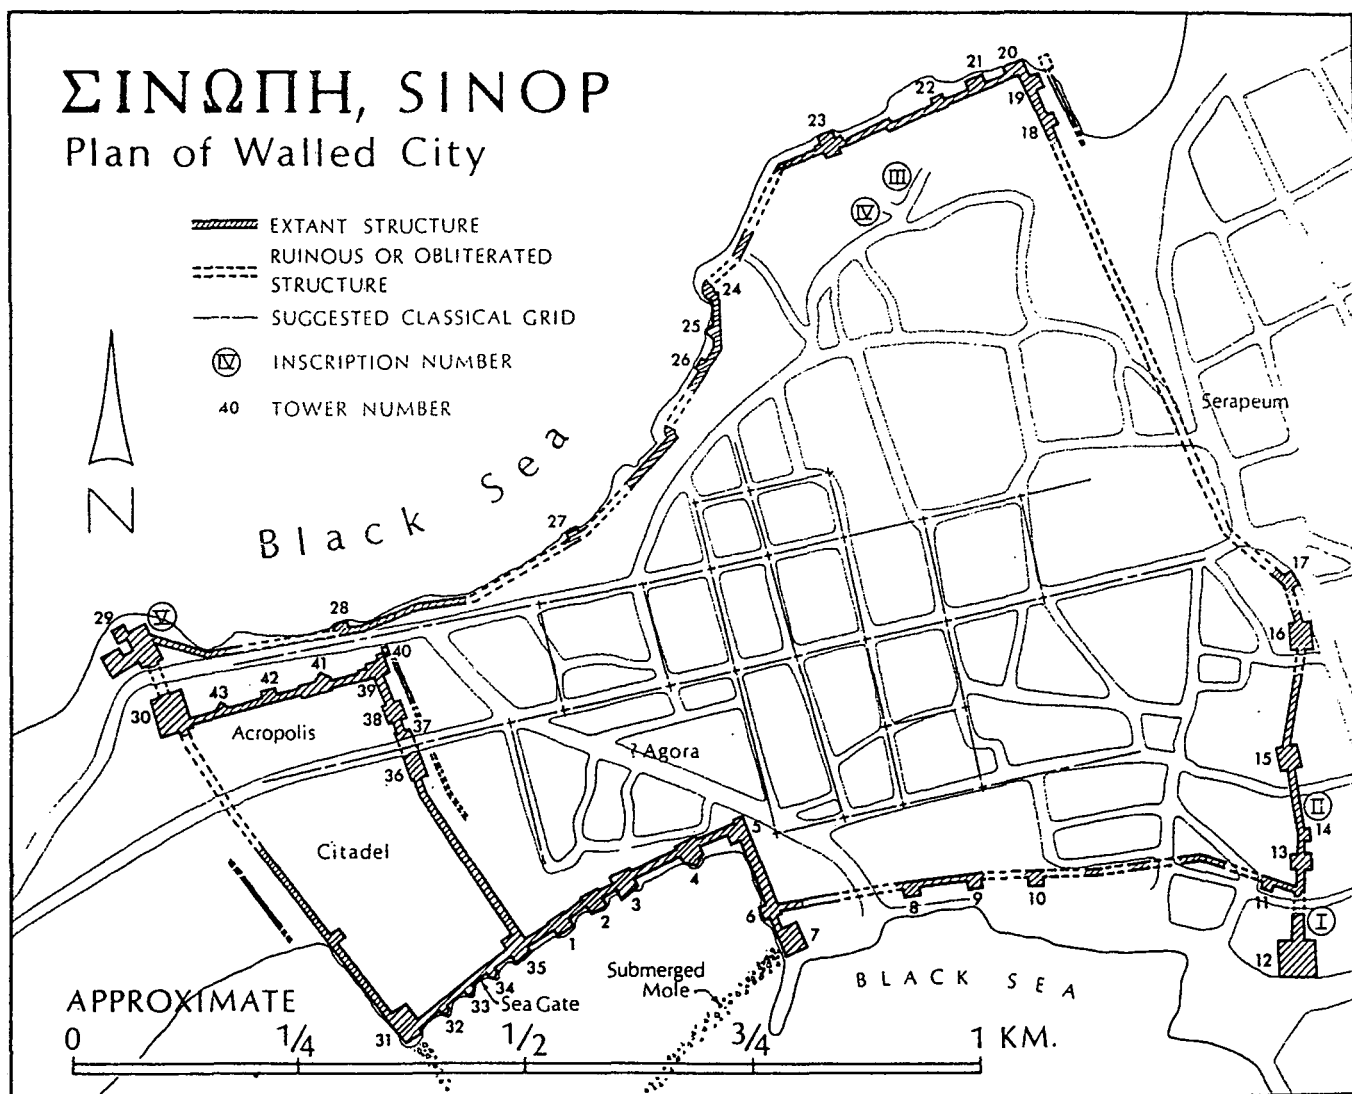 ΣΙΝΩΠΗ, SINOP
Plan of Walled City
EXTANT STRUCTURE
RUINOUS OR OBLITERATED
STRUCTURE
SUGGESTED CLASSICAL GRID
IV INSCRIPTION NUMBER
40 TOWER NUMBER
N
Black Sea
20
21
22
19
23
18
III
IV
24
25
26
Serapeum
27
17
28
29
V
16
40
41
42
39
43
30
38
37
Acropolis
? Agora
36
15
II
14
5
Citadel
13
4
3
8
9
10
11
2
6
I
1
7
12
35
Submerged
Mole
BLACK SEA
34
33
Sea Gate
32
31
APPROXIMATE
0 1/4 1/2 3/4 1 KM.